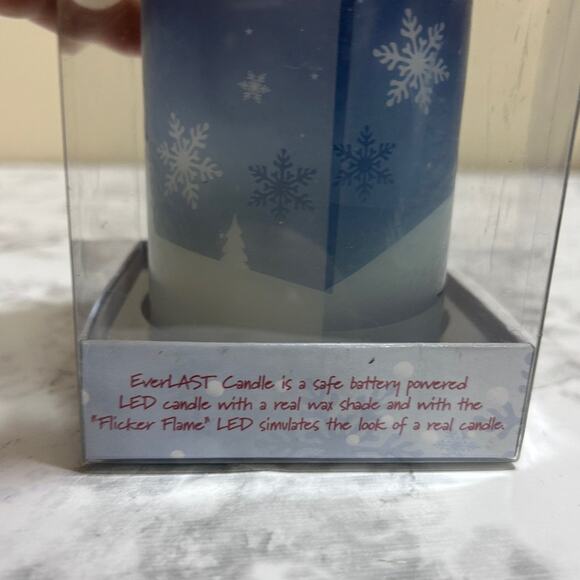 EverLAST Candle is a safe battery powered
LED candle with a real wax shade and with the
"Flicker Flame" LED simulates the look of a real candle.